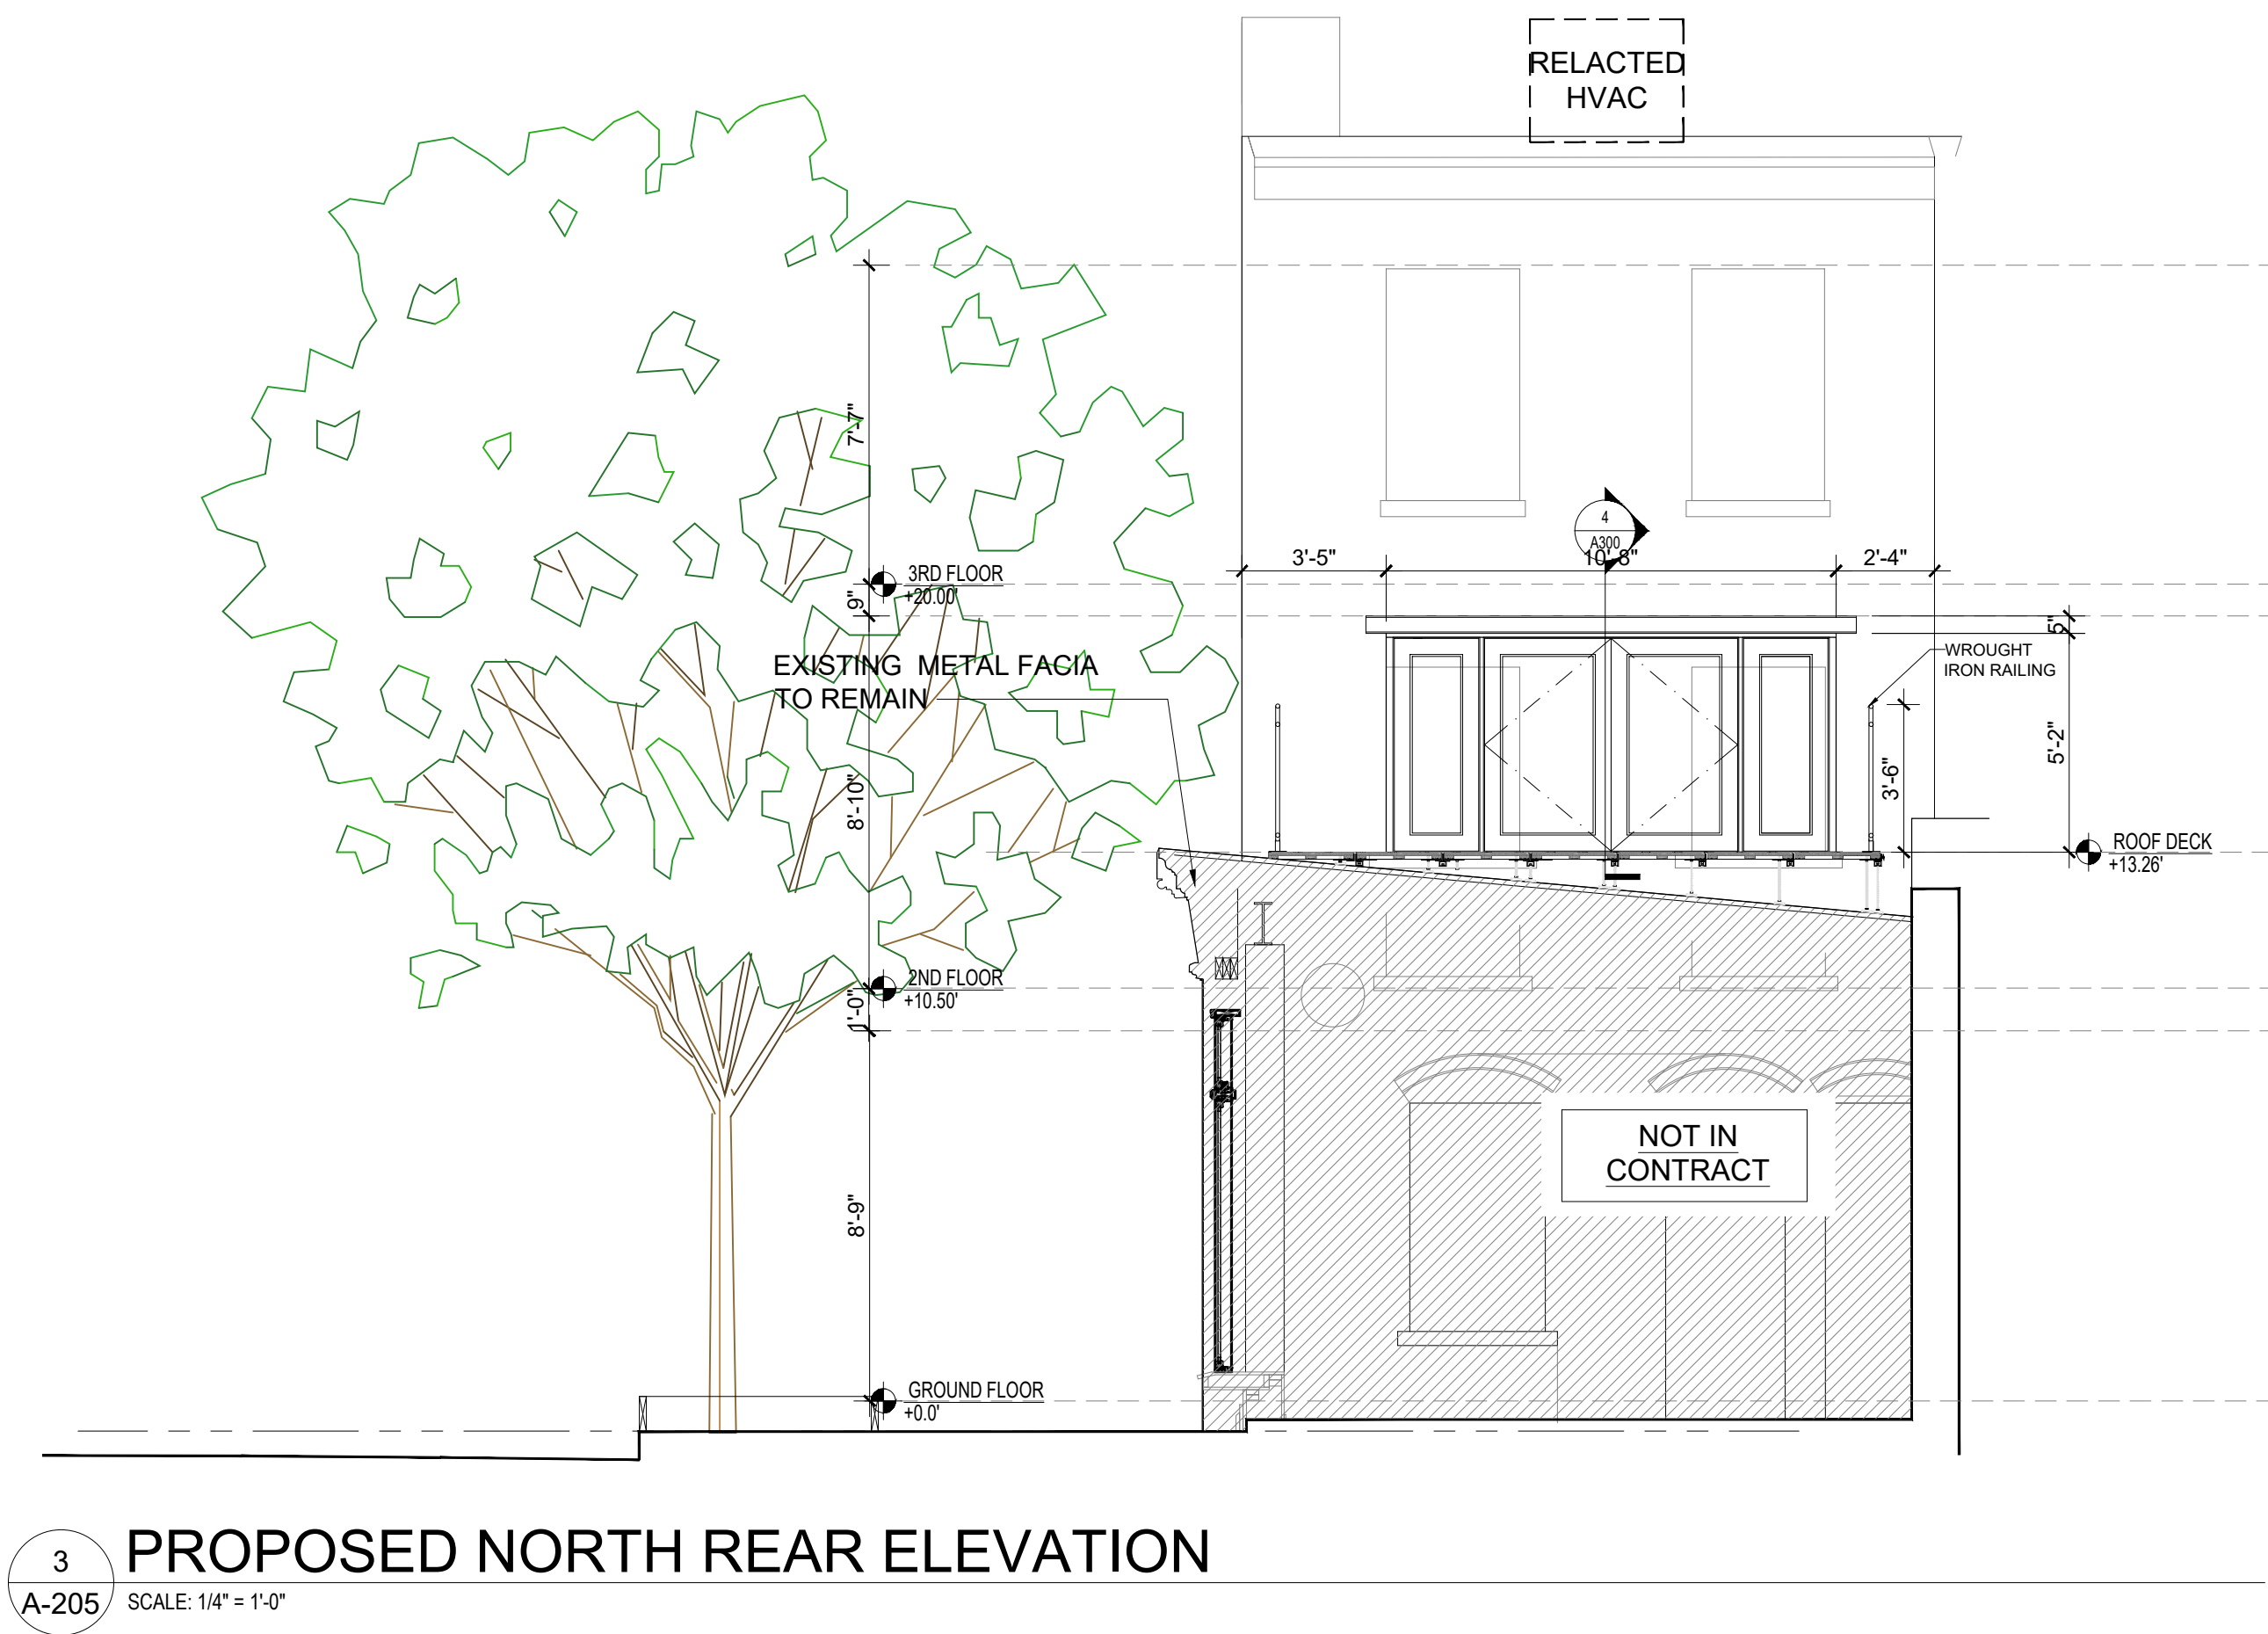 RELACTED
HVAC
7'-7"
4
A300
3'-5"
10'-8"
2'-4"
3RD FLOOR
+20.00'
9"
5"
EXISTING METAL FACIA
TO REMAIN
WROUGHT
IRON RAILING
5'-2"
3'-6"
8'-10"
ROOF DECK
+13.26'
2ND FLOOR
+10.50'
1'-0"
NOT IN
CONTRACT
8'-9"
GROUND FLOOR
+0.0'
3
A-205
PROPOSED NORTH REAR ELEVATION
SCALE: 1/4" = 1'-0"